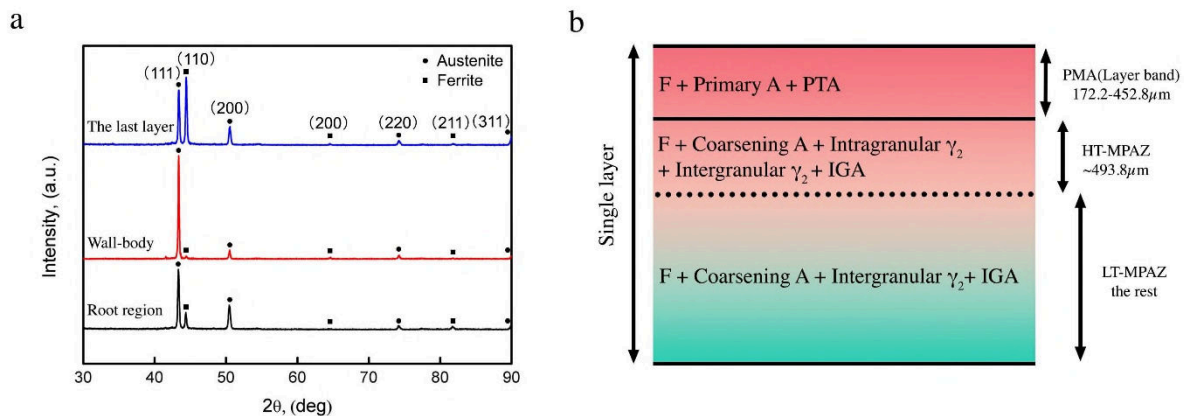 a
(110)
(111)
• Austenite
■ Ferrite
(200)
(200)
(220)
(211)
(311)
The last layer
Wall-body
Root region
Intensity, (a.u.)
30 40 50 60 70 80 90
2θ, (deg)
b
Single layer
F + Primary A + PTA
F + Coarsening A + Intragranular γ₂
+ Intergranular γ₂ + IGA
F + Coarsening A + Intergranular γ₂+ IGA
PMA(Layer band)
172.2-452.8μm
HT-MPAZ
~493.8μm
LT-MPAZ
the rest